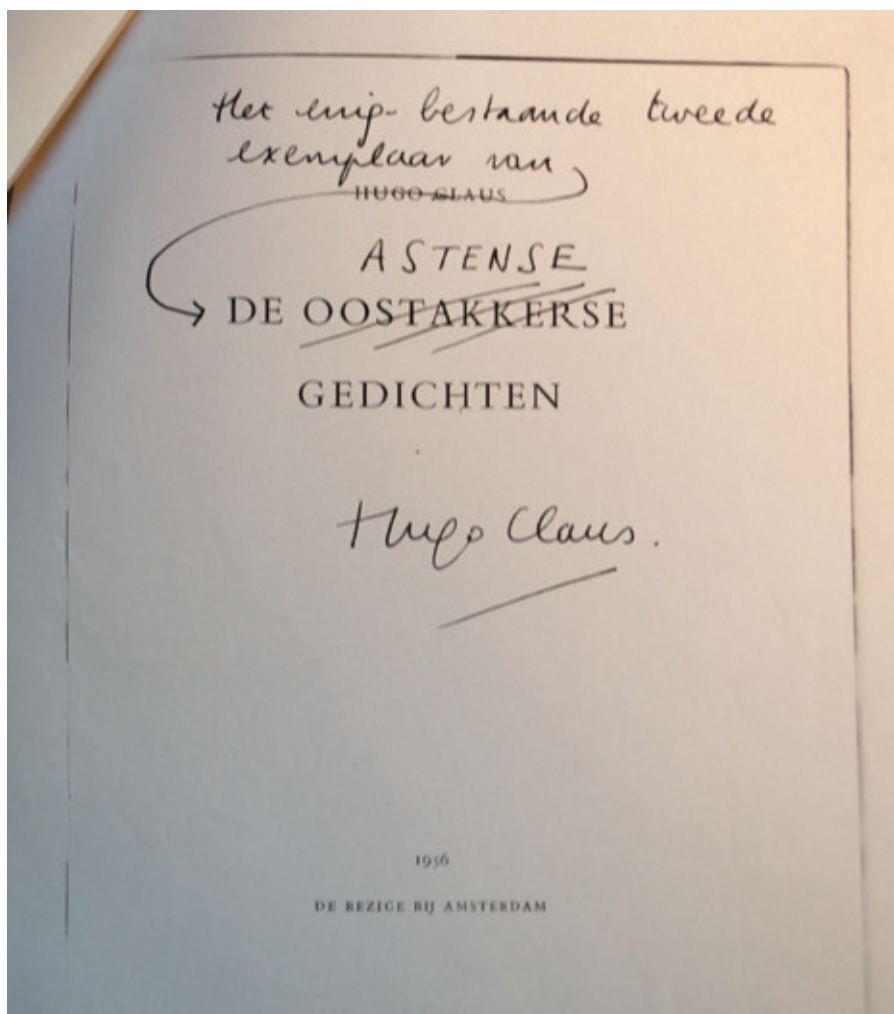 Het enig-bestaande tweede
exemplaar van
HUGO CLAUS
ASTENSE
DE OOSTAKKERSE
GEDICHTEN
Hugo Claus.
1956
DE BEZIGE BIJ AMSTERDAM